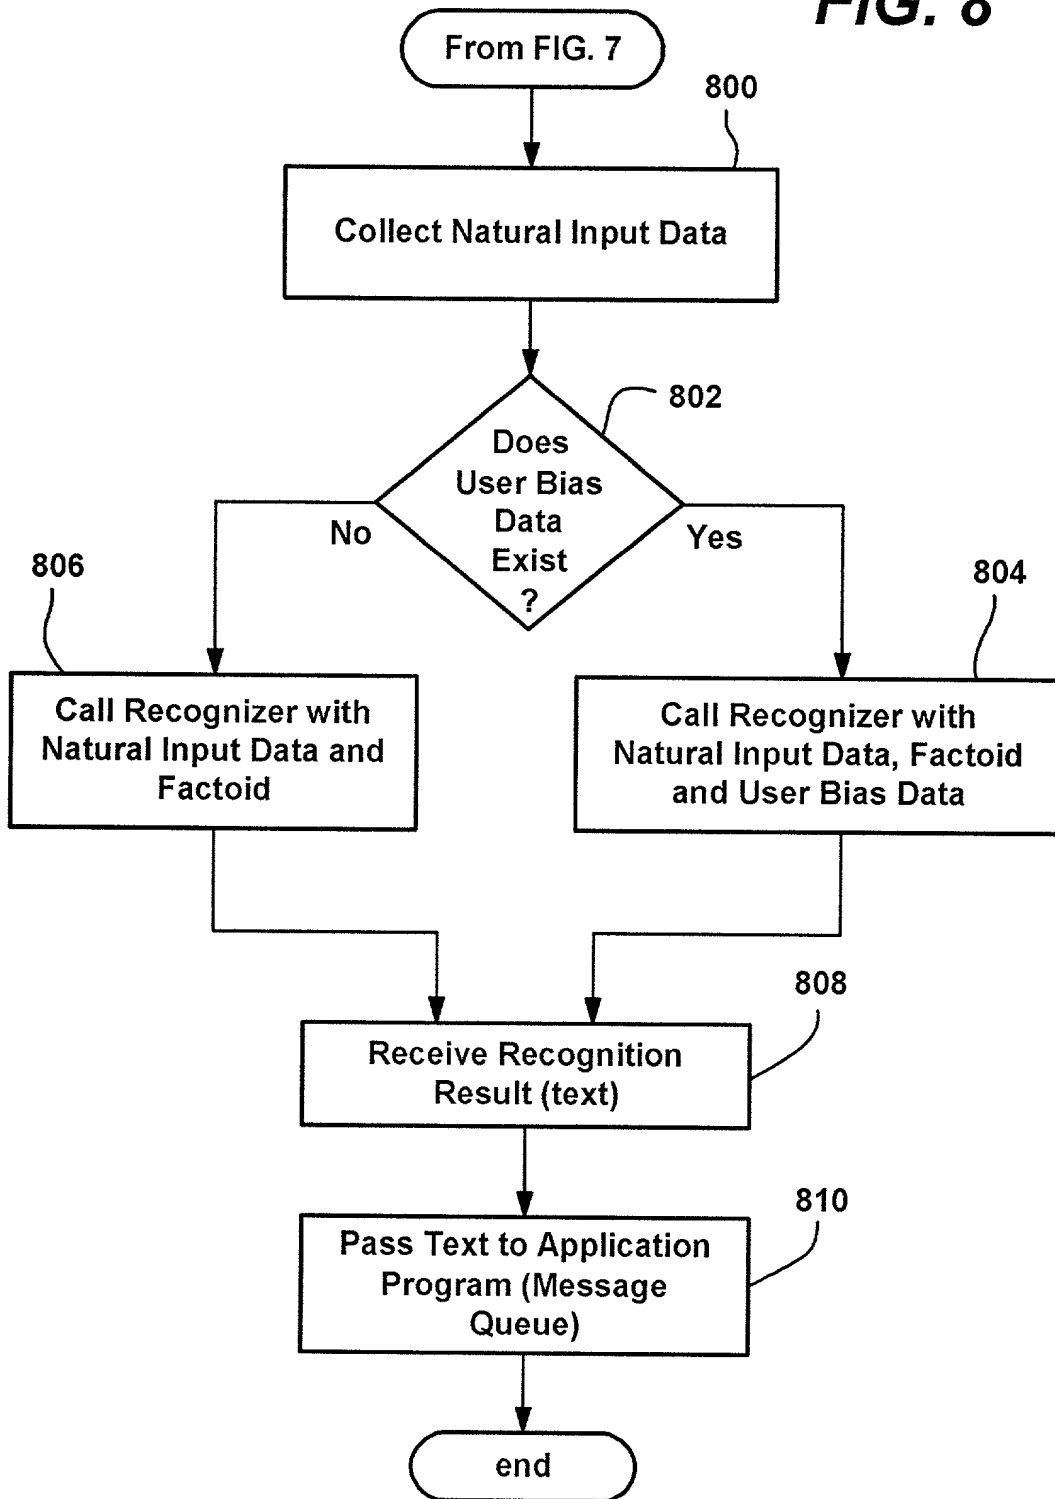 FIG. 8
From FIG. 7
800
Collect Natural Input Data
802
Does
User Bias
Data
Exist
?
No
Yes
806
804
Call Recognizer with
Natural Input Data and
Factoid
Call Recognizer with
Natural Input Data, Factoid
and User Bias Data
808
Receive Recognition
Result (text)
810
Pass Text to Application
Program (Message
Queue)
end